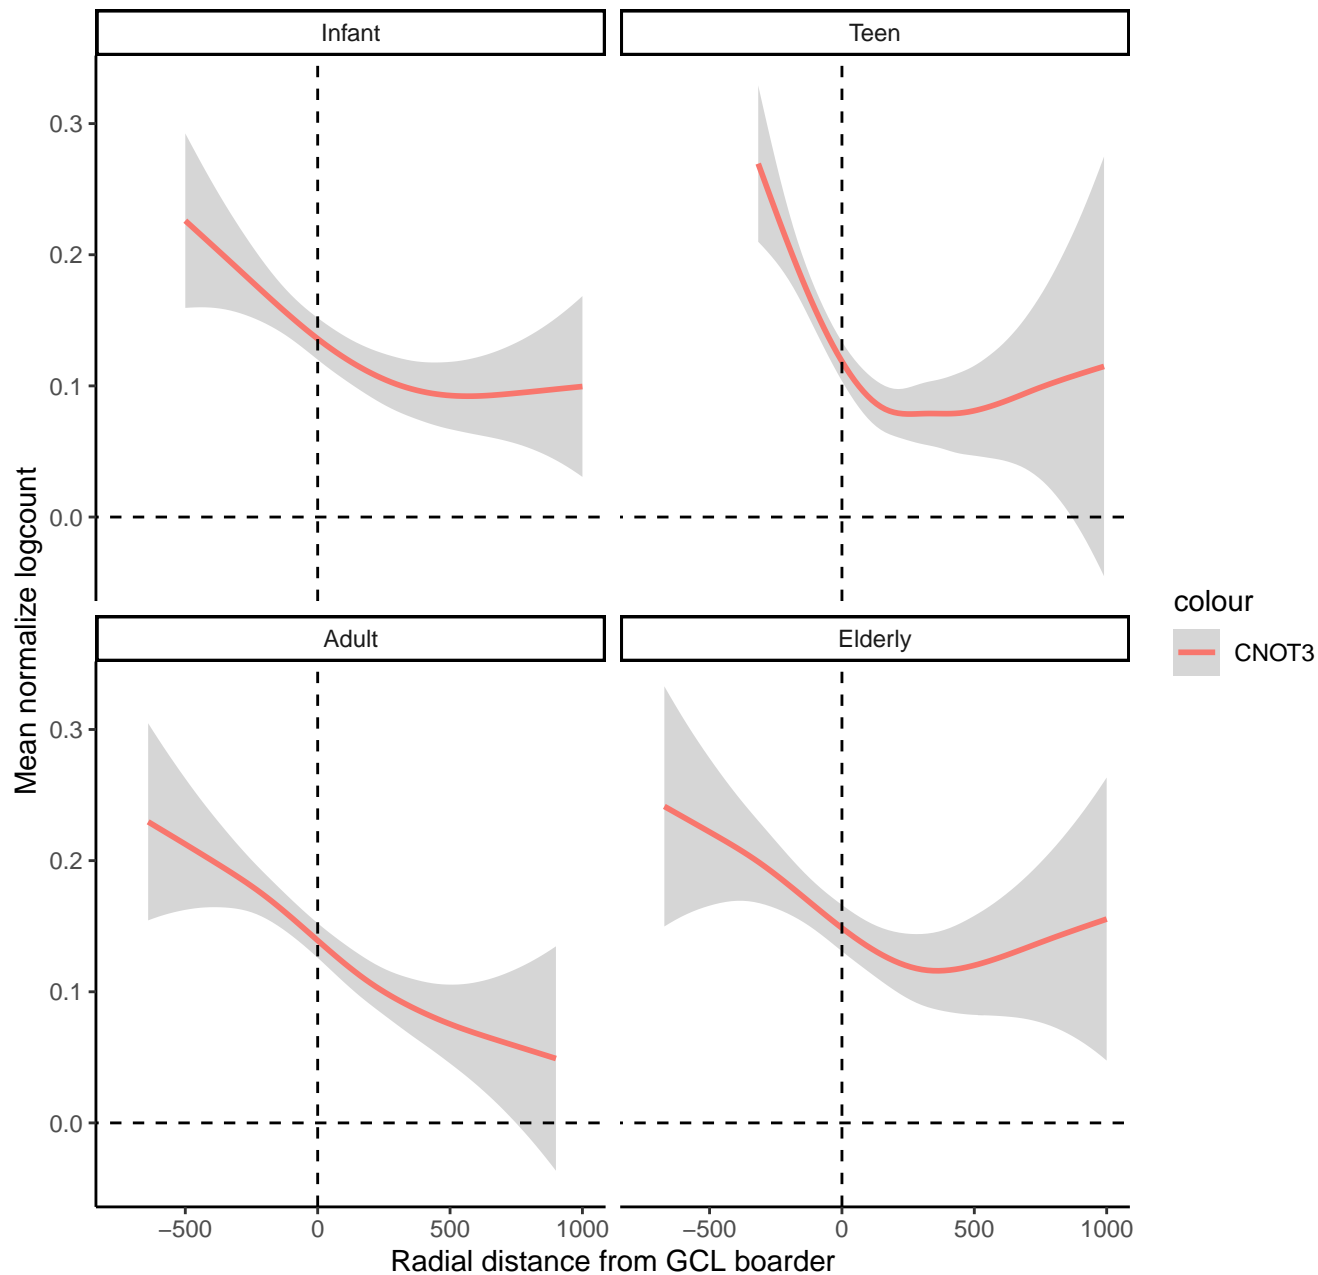 Infant
Teen
0.3
0.2
0.1
0.0
Adult
Elderly
0.3
0.2
0.1
0.0
−500
0
500
1000
−500
0
500
1000
Radial distance from GCL boarder
Mean normalize logcount
colour
CNOT3